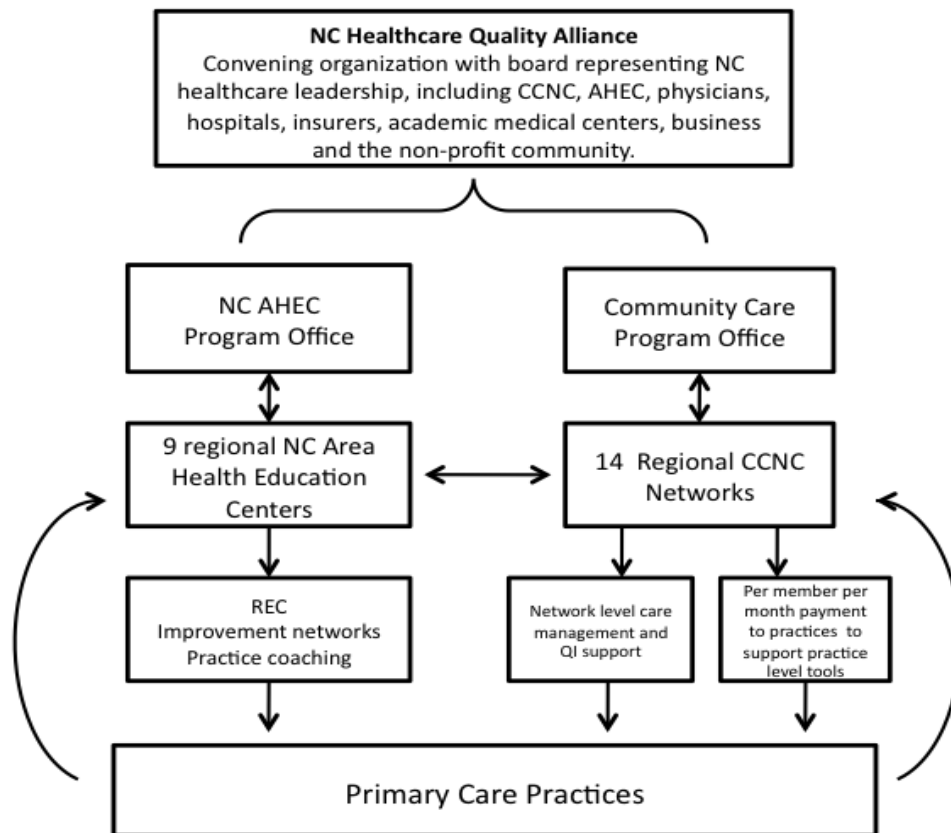 NC Healthcare Quality Alliance
Convening organization with board representing NC
healthcare leadership, including CCNC, AHEC, physicians,
hospitals, insurers, academic medical centers, business
and the non-profit community.
NC AHEC
Program Office
Community Care
Program Office
9 regional NC Area
Health Education
Centers
14 Regional CCNC
Networks
REC
Improvement networks
Practice coaching
Network level care
management and
QI support
Per member per
month payment
to practices to
support practice
level tools
Primary Care Practices